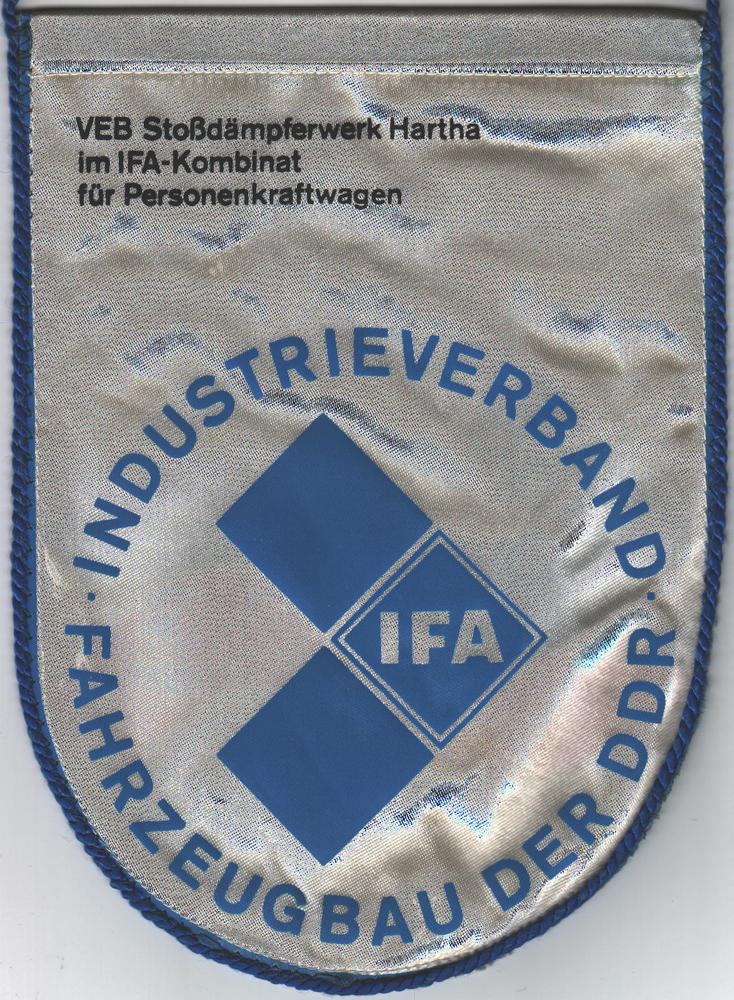 VEB Stoßdämpferwerk Hartha
im IFA-Kombinat
für Personenkraftwagen
INDUSTRIEVERBAND
· FAHRZEUGBAU DER DDR ·
IFA